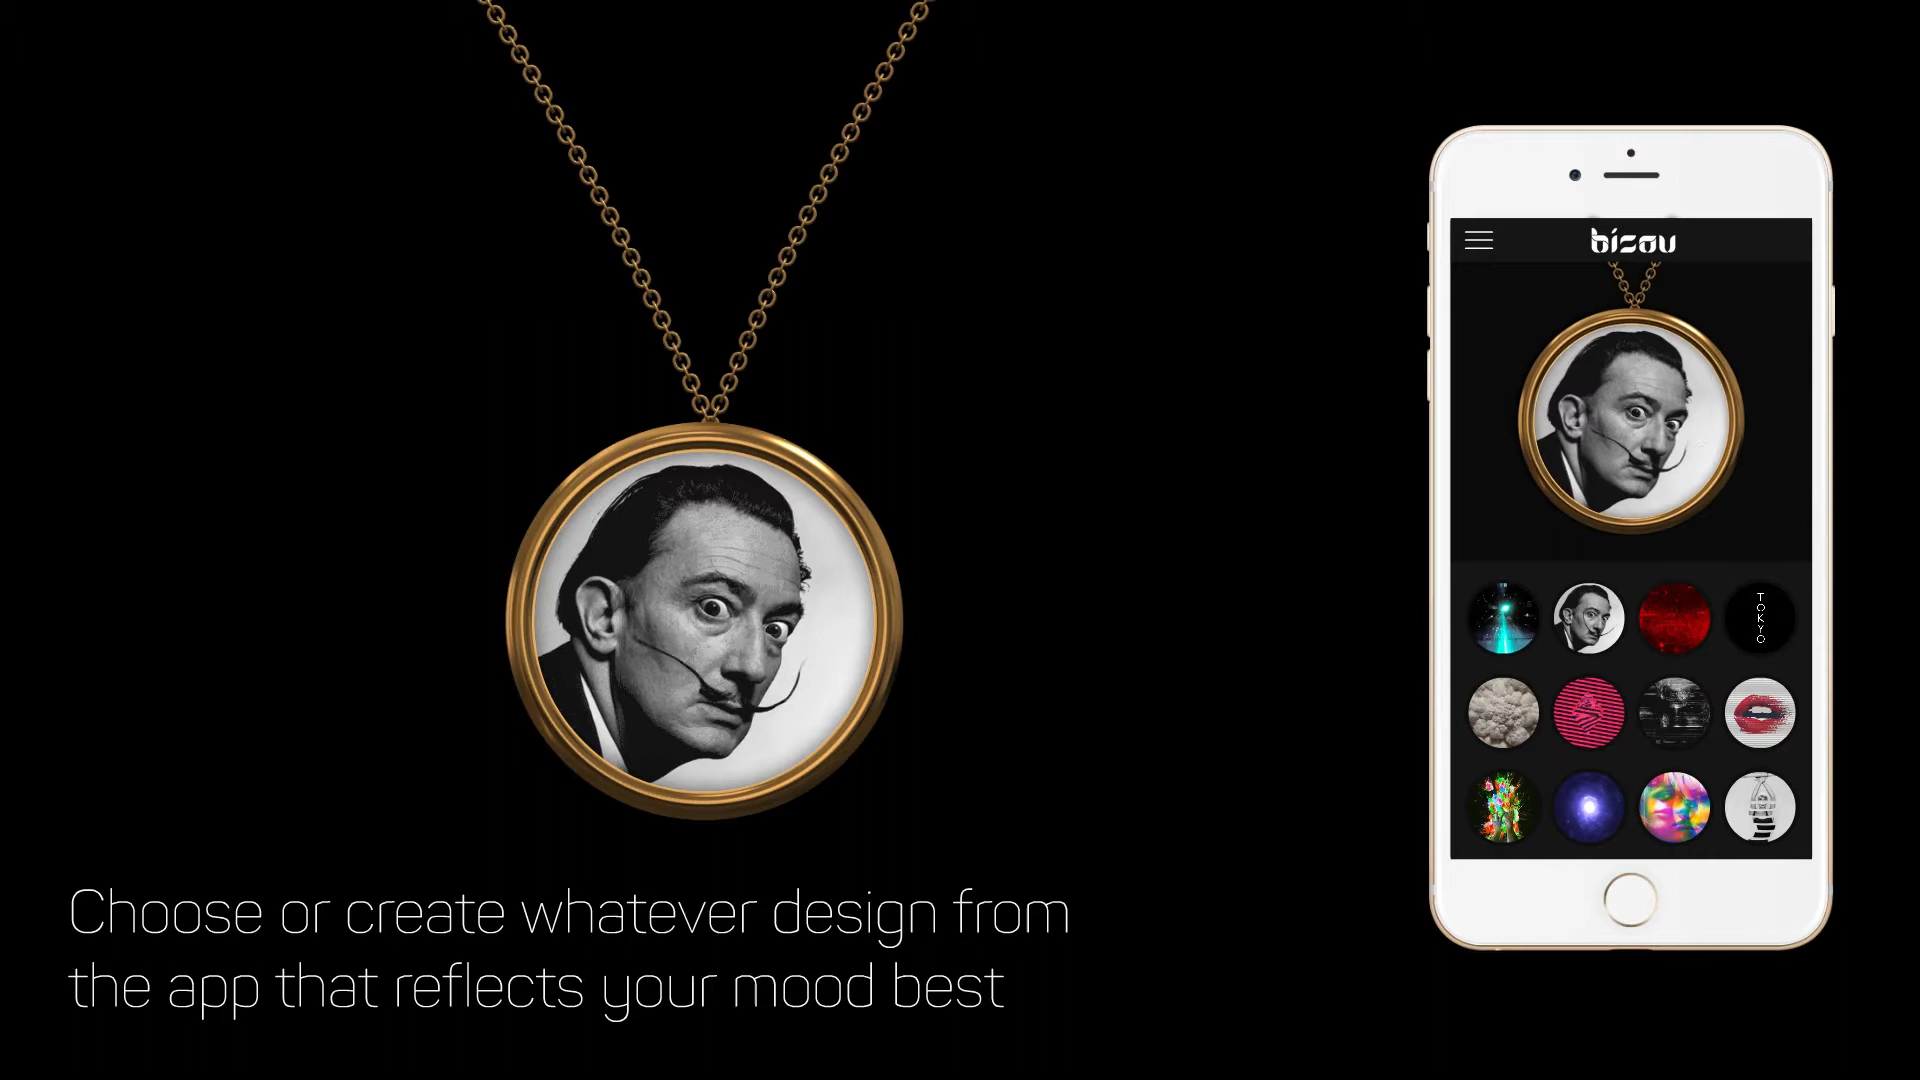 bizou
TOKYO
Choose or create whatever design from
the app that reflects your mood best